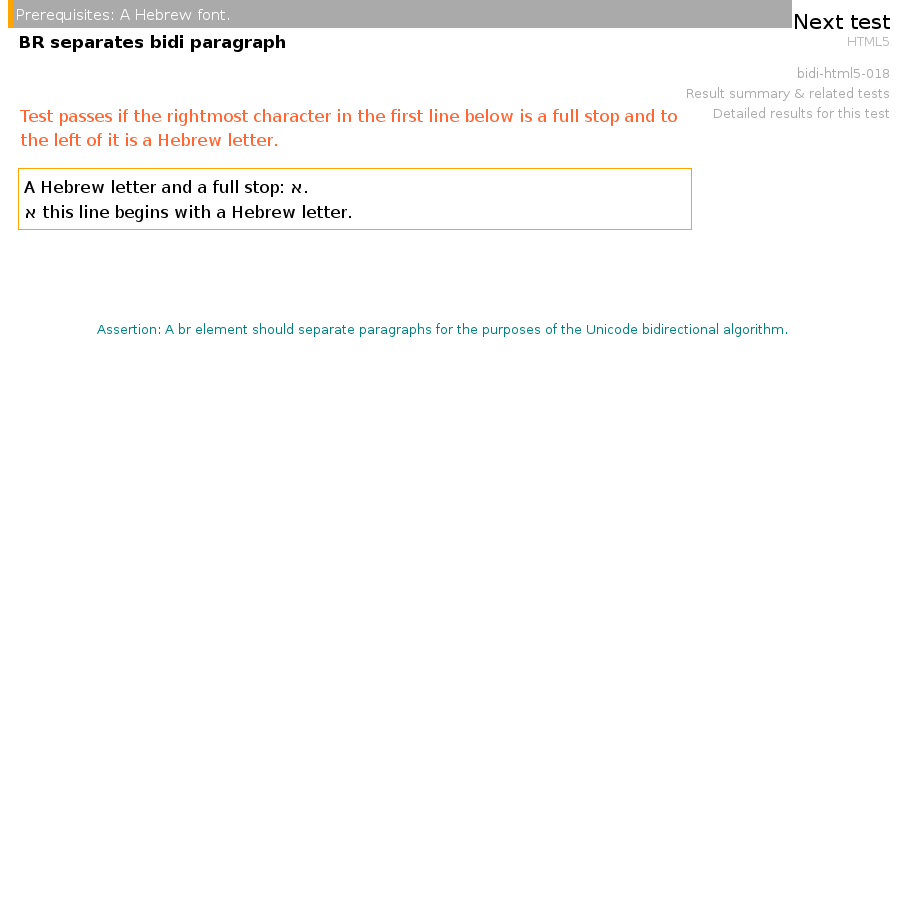 Prerequisites: A Hebrew font.
Next test
BR separates bidi paragraph
HTML5
bidi-html5-018
Result summary & related tests
Detailed results for this test
Test passes if the rightmost character in the first line below is a full stop and to
the left of it is a Hebrew letter.
A Hebrew letter and a full stop: א.
א this line begins with a Hebrew letter.
Assertion: A br element should separate paragraphs for the purposes of the Unicode bidirectional algorithm.